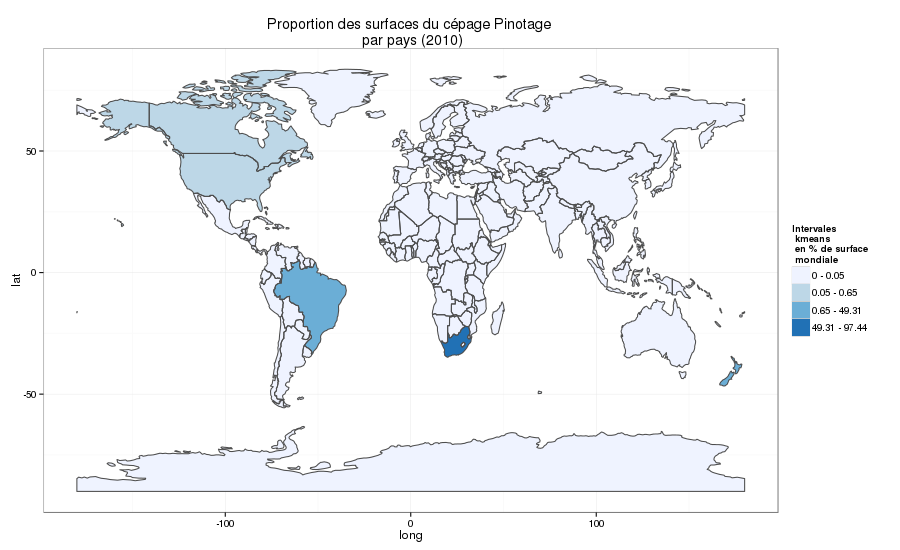 Proportion des surfaces du cépage Pinotage
par pays (2010)
50
0
-50
lat
-100
0
100
long
Intervales
kmeans
en % de surface
mondiale
0 - 0.05
0.05 - 0.65
0.65 - 49.31
49.31 - 97.44